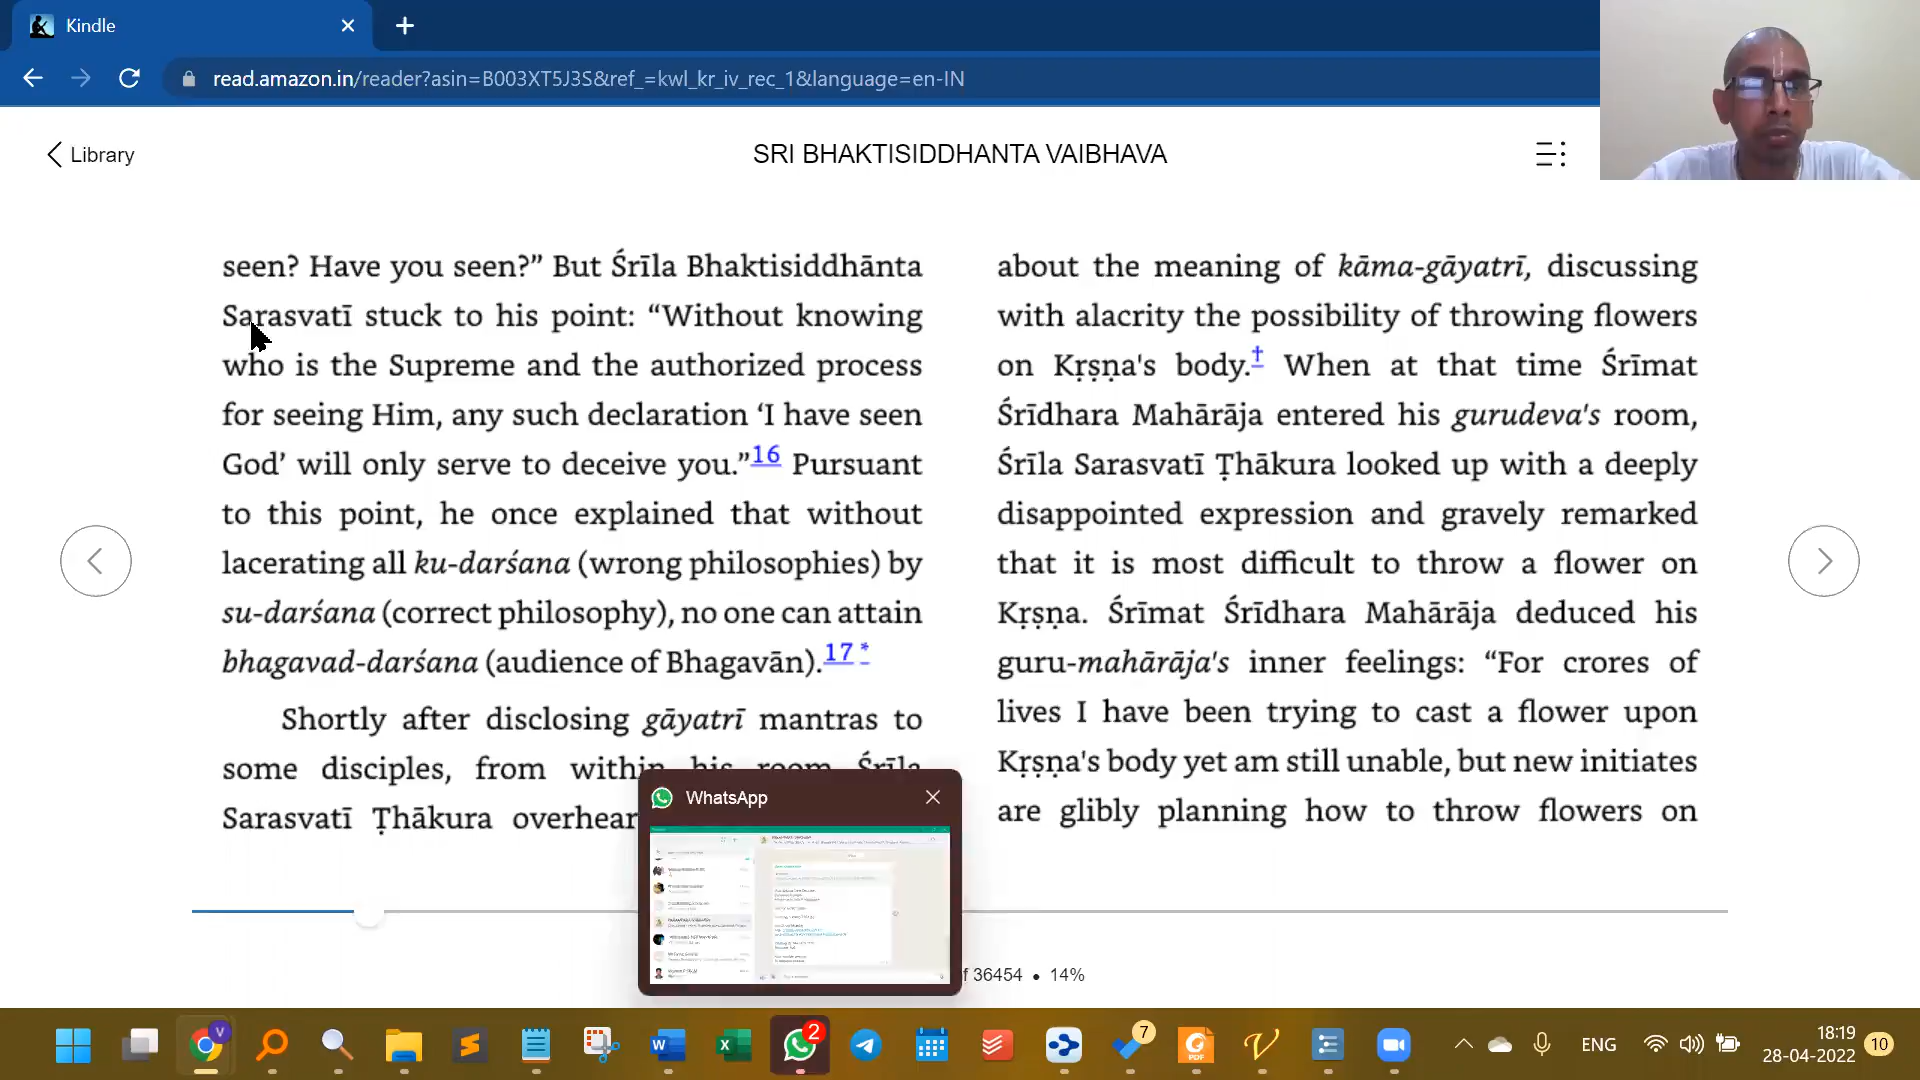 Kindle
read.amazon.in/reader?asin=B003XT5J3S&ref_=kwl_kr_iv_rec_1&language=en-IN
Library
SRI BHAKTISIDDHANTA VAIBHAVA
seen? Have you seen?” But Śrīla Bhaktisiddhānta
Sarasvatī stuck to his point: “Without knowing
who is the Supreme and the authorized process
for seeing Him, any such declaration ‘I have seen
God’ will only serve to deceive you.”16 Pursuant
to this point, he once explained that without
lacerating all ku-darśana (wrong philosophies) by
su-darśana (correct philosophy), no one can attain
bhagavad-darśana (audience of Bhagavān).17 *
Shortly after disclosing gāyatrī mantras to
some disciples, from within his room Śrīla
Sarasvatī Ṭhākura overhear
about the meaning of kāma-gāyatrī, discussing
with alacrity the possibility of throwing flowers
on Kṛṣṇa's body.† When at that time Śrīmat
Śrīdhara Mahārāja entered his gurudeva's room,
Śrīla Sarasvatī Ṭhākura looked up with a deeply
disappointed expression and gravely remarked
that it is most difficult to throw a flower on
Kṛṣṇa. Śrīmat Śrīdhara Mahārāja deduced his
guru-mahārāja's inner feelings: “For crores of
lives I have been trying to cast a flower upon
Kṛṣṇa's body yet am still unable, but new initiates
are glibly planning how to throw flowers on
WhatsApp
f 36454 • 14%
V
2
7
PDF
ENG
18:19
28-04-2022
10